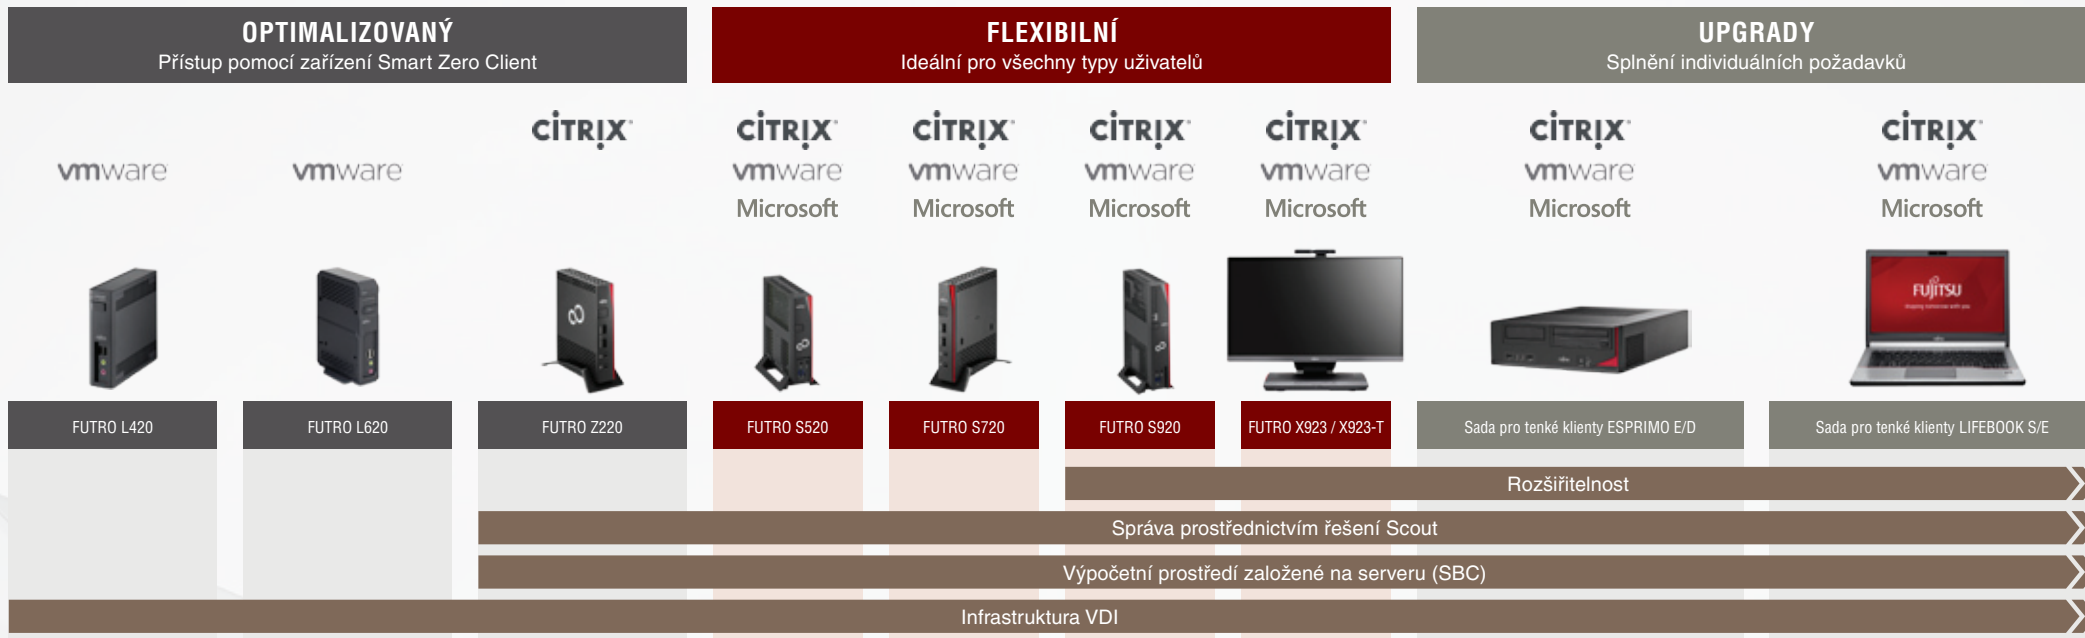 OPTIMALIZOVANÝ
Přístup pomocí zařízení Smart Zero Client
FLEXIBILNÍ
Ideální pro všechny typy uživatelů
UPGRADY
Splnění individuálních požadavků
CITRIX CITRIX CITRIX CITRIX CITRIX CITRIX CITRIX
vmware vmware vmware vmware vmware vmware vmware vmware
Microsoft Microsoft Microsoft Microsoft Microsoft Microsoft
FUJITSU
shaping tomorrow with you
FUTRO L420
FUTRO L620
FUTRO Z220
FUTRO S520
FUTRO S720
FUTRO S920
FUTRO X923 / X923-T
Sada pro tenké klienty ESPRIMO E/D
Sada pro tenké klienty LIFEBOOK S/E
Rozšiřitelnost
Správa prostřednictvím řešení Scout
Výpočetní prostředí založené na serveru (SBC)
Infrastruktura VDI